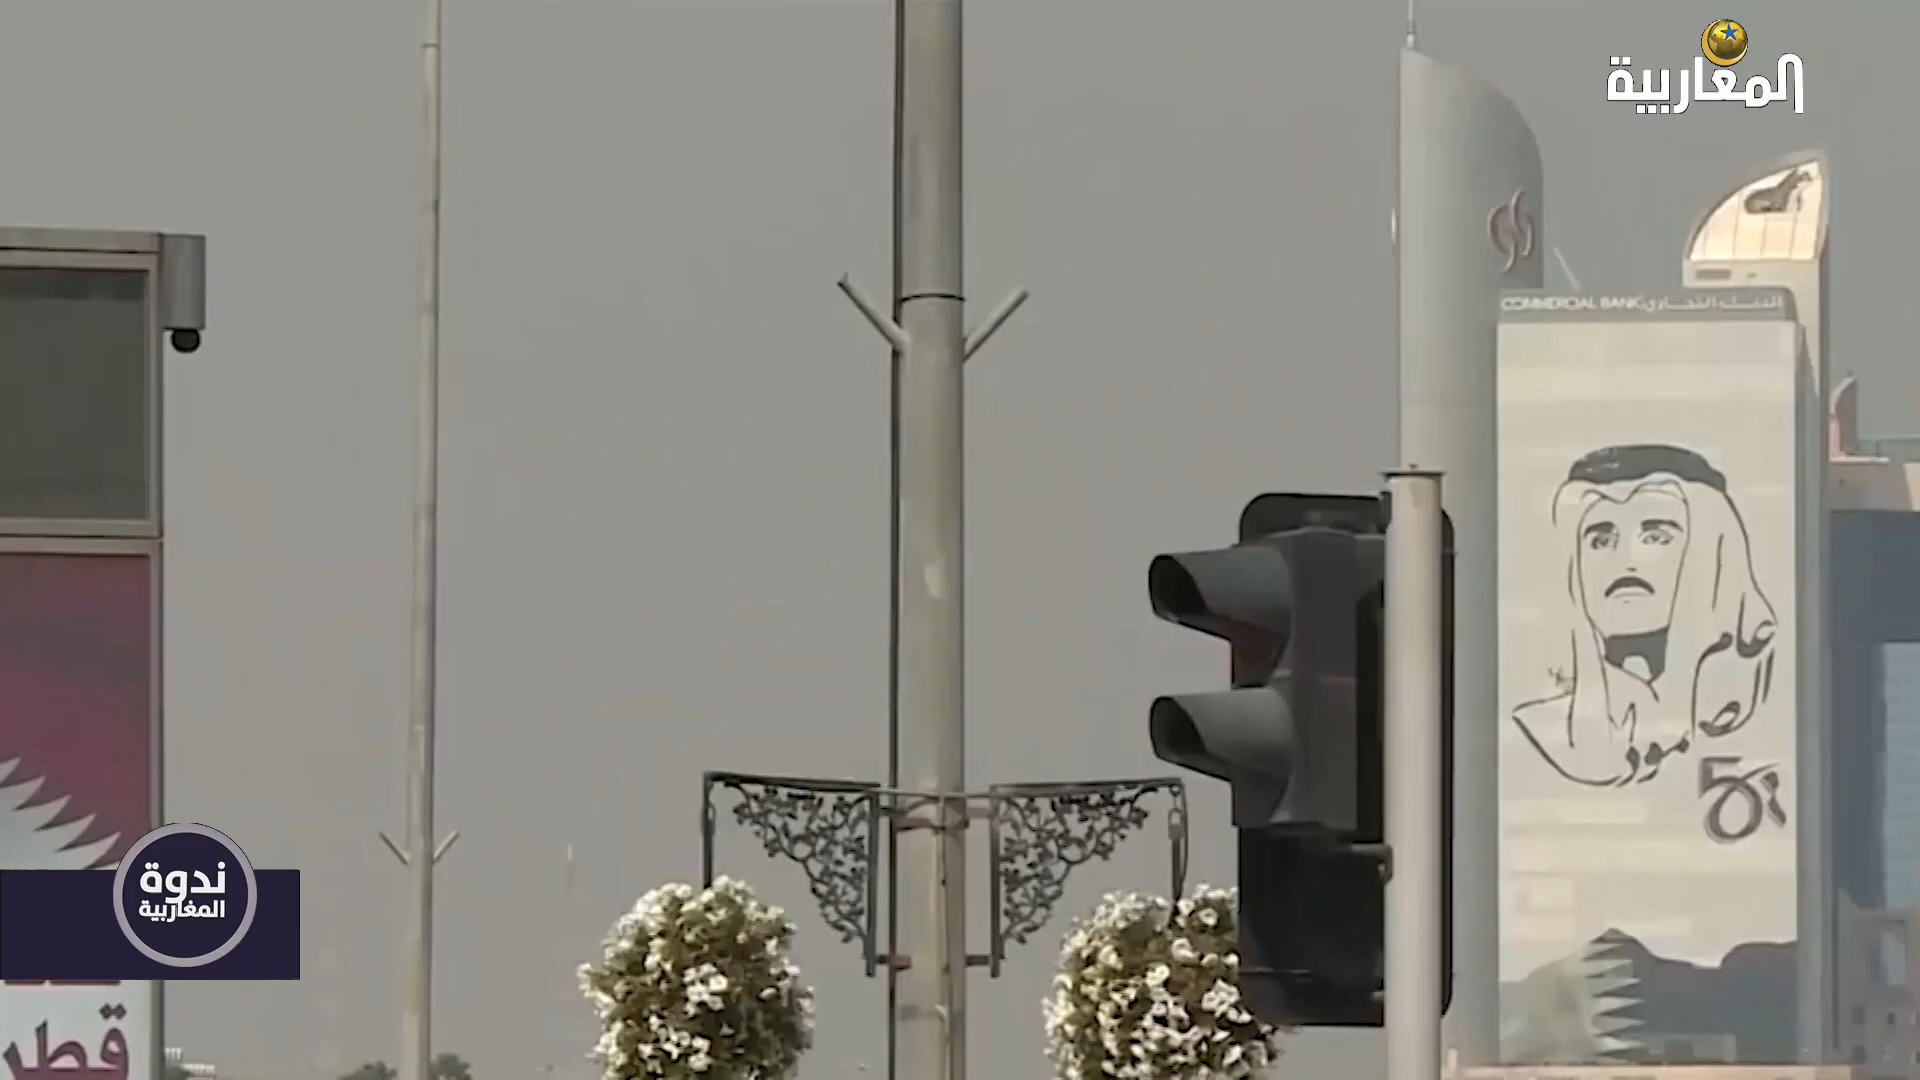 المغاربية
COMMERCIAL BANK البنك التجاري
عام
الصمود
ندوة
المغاربية
قطر